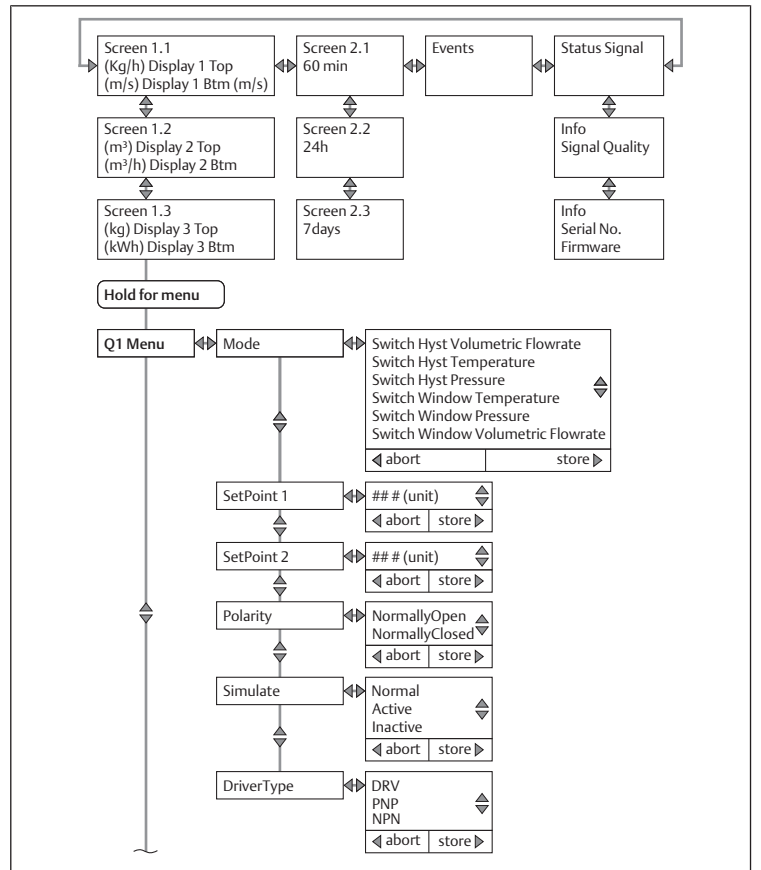 Screen 1.1
(Kg/h) Display 1 Top
(m/s) Display 1 Btm (m/s)
Screen 2.1
60 min
Events
Status Signal
Screen 1.2
(m³) Display 2 Top
(m³/h) Display 2 Btm
Screen 2.2
24h
Info
Signal Quality
Screen 1.3
(kg) Display 3 Top
(kWh) Display 3 Btm
Screen 2.3
7days
Info
Serial No.
Firmware
Hold for menu
Q1 Menu
Mode
Switch Hyst Volumetric Flowrate
Switch Hyst Temperature
Switch Hyst Pressure
Switch Window Temperature
Switch Window Pressure
Switch Window Volumetric Flowrate
abort store
SetPoint 1
## # (unit)
abort store
SetPoint 2
## # (unit)
abort store
Polarity
NormallyOpen
NormallyClosed
abort store
Simulate
Normal
Active
Inactive
abort store
DriverType
DRV
PNP
NPN
abort store